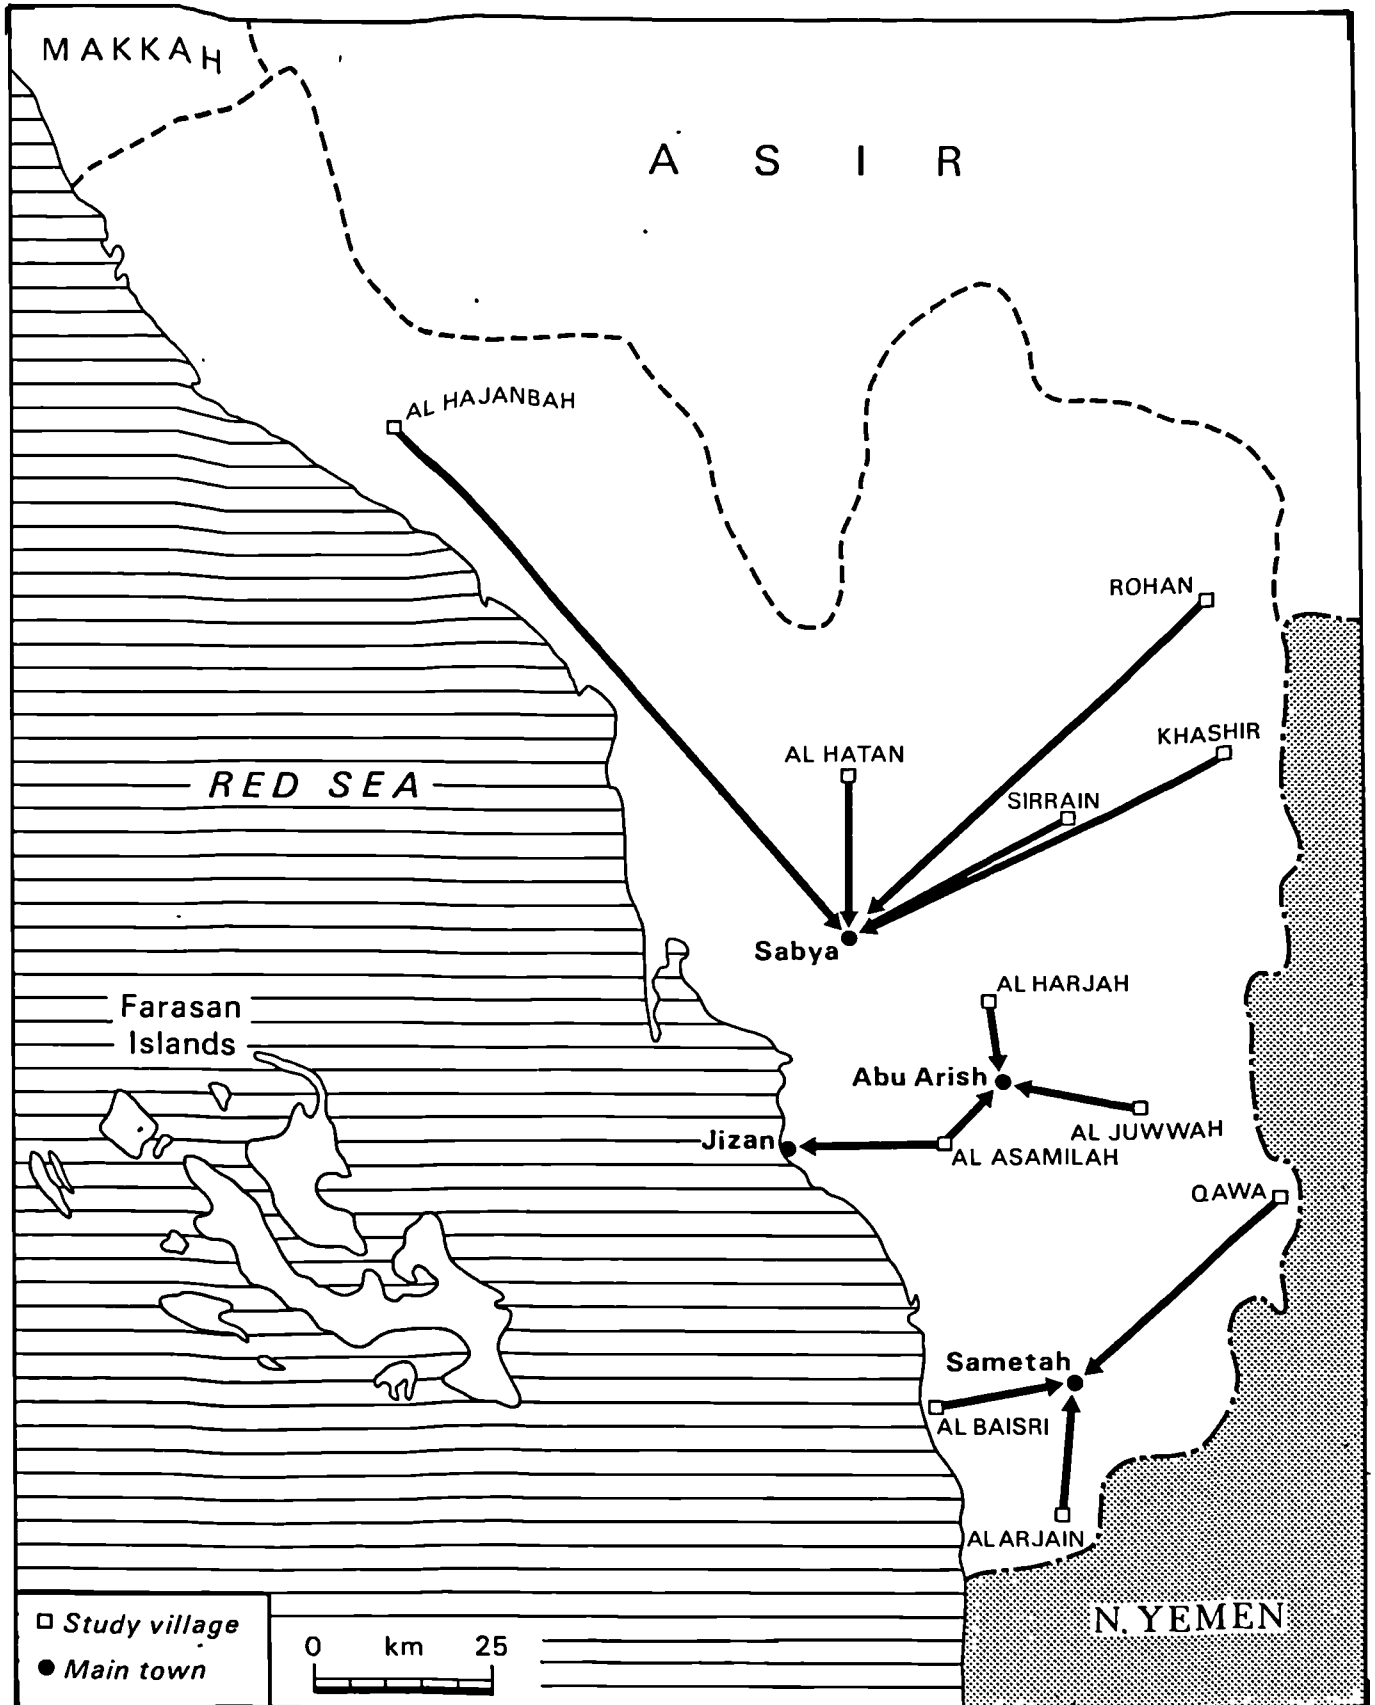 MAKKAH
ASIR
AL HAJANBAH
ROHAN
KHASHIR
AL HATAN
SIRRAIN
RED SEA
Sabya
AL HARJAH
Farasan
Islands
Abu Arish
AL JUWWAH
Jizan
AL ASAMILAH
QAWA
Sametah
AL BAISRI
AL ARJAIN
N. YEMEN
Study village
Main town
0 km 25